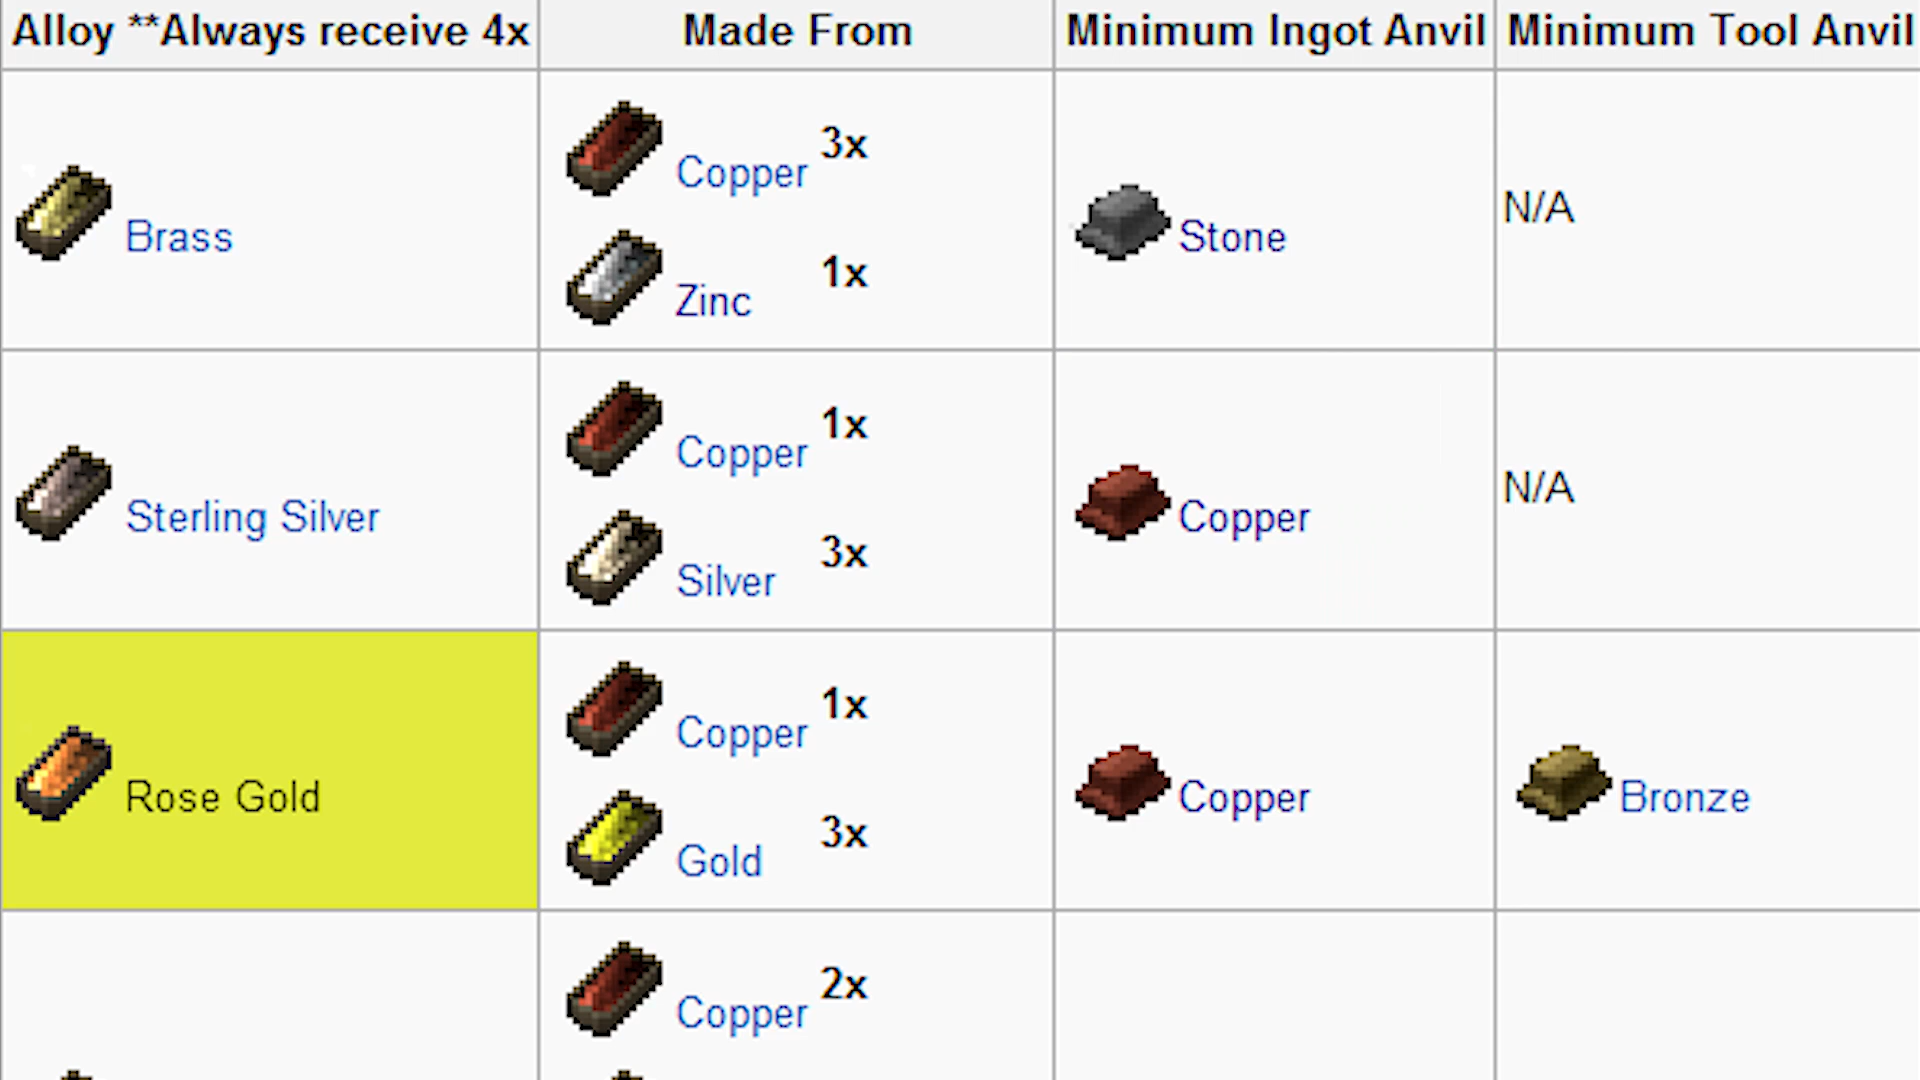 Alloy **Always receive 4x Made From Minimum Ingot Anvil Minimum Tool Anvil
Copper 3x
Zinc 1x
Brass
Stone
N/A
Copper 1x
Silver 3x
Sterling Silver
Copper
N/A
Copper 1x
Gold 3x
Rose Gold
Copper
Bronze
Copper 2x